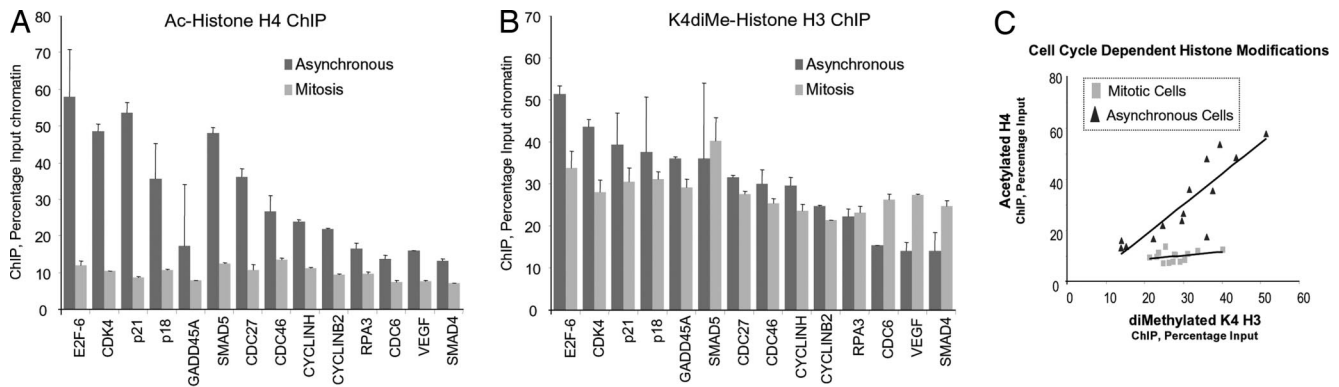 A
Ac-Histone H4 ChIP
ChIP, Percentage Input chromatin
80
70
60
50
40
30
20
10
0
Asynchronous
Mitosis
E2F-6
CDK4
p21
p18
GADD45A
SMAD5
CDC27
CDC46
CYCLINH
CYCLINB2
RPA3
CDC6
VEGF
SMAD4
B
K4diMe-Histone H3 ChIP
ChIP, Percentage Input chromatin
70
60
50
40
30
20
10
0
Asynchronous
Mitosis
E2F-6
CDK4
p21
p18
GADD45A
SMAD5
CDC27
CDC46
CYCLINH
CYCLINB2
RPA3
CDC6
VEGF
SMAD4
C
Cell Cycle Dependent Histone Modifications
Acetylated H4
ChIP, Percentage Input
80
60
40
20
0
Mitotic Cells
Asynchronous Cells
0 10 20 30 40 50 60
diMethylated K4 H3
ChIP, Percentage Input